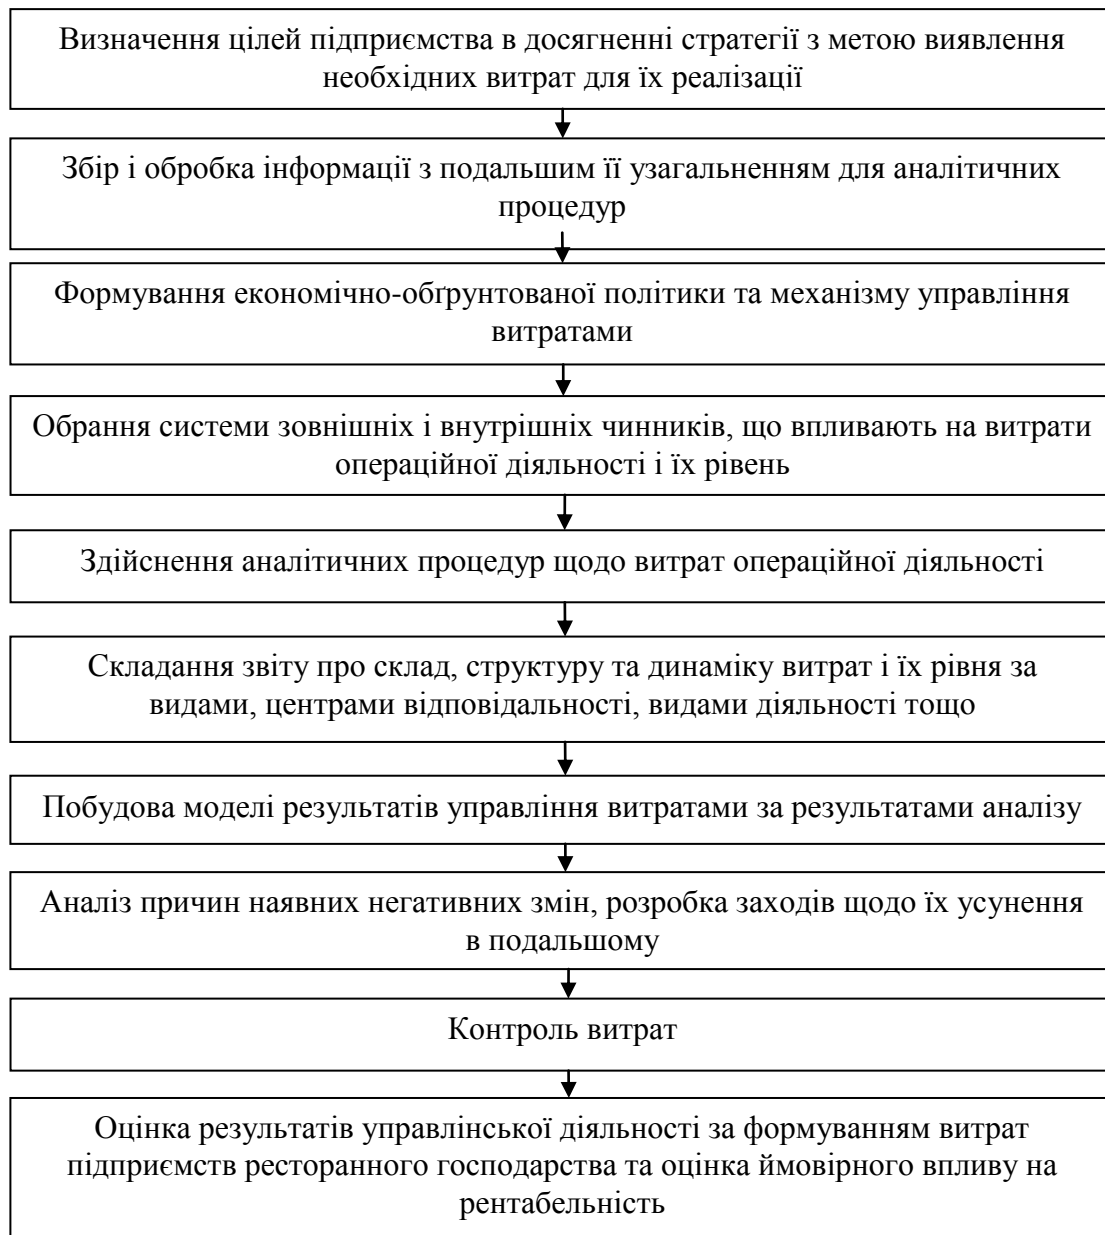 Визначення цілей підприємства в досягненні стратегії з метою виявлення
необхідних витрат для їх реалізації
Збір і обробка інформації з подальшим її узагальненням для аналітичних
процедур
Формування економічно-обґрунтованої політики та механізму управління
витратами
Обрання системи зовнішніх і внутрішніх чинників, що впливають на витрати
операційної діяльності і їх рівень
Здійснення аналітичних процедур щодо витрат операційної діяльності
Складання звіту про склад, структуру та динаміку витрат і їх рівня за
видами, центрами відповідальності, видами діяльності тощо
Побудова моделі результатів управління витратами за результатами аналізу
Аналіз причин наявних негативних змін, розробка заходів щодо їх усунення
в подальшому
Контроль витрат
Оцінка результатів управлінської діяльності за формуванням витрат
підприємств ресторанного господарства та оцінка ймовірного впливу на
рентабельність